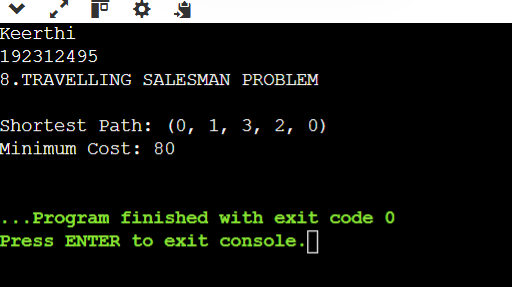 Keerthi
192312495
8.TRAVELLING SALESMAN PROBLEM
Shortest Path: (0, 1, 3, 2, 0)
Minimum Cost: 80
...Program finished with exit code 0
Press ENTER to exit console.